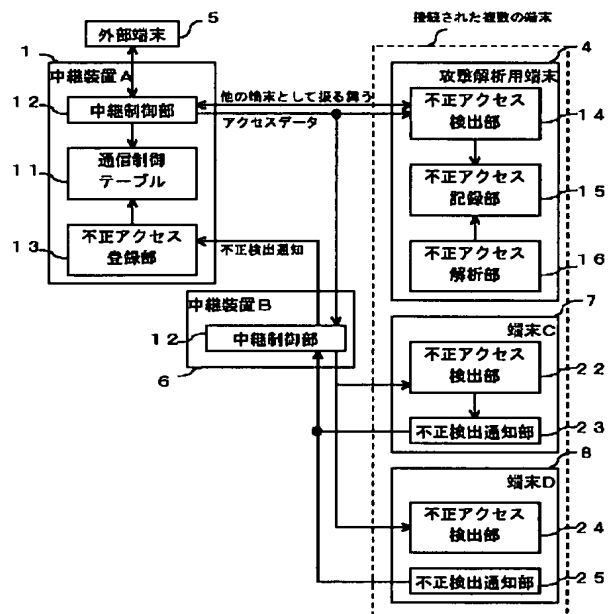 接続された複数の端末
外部端末
5
1
4
中継装置A
攻撃解析用端末
12
中継制御部
他の端末として振る舞う
アクセスデータ
不正アクセス
検出部
14
11
通信制御
テーブル
不正アクセス
記録部
15
13
不正アクセス
登録部
不正検出通知
不正アクセス
解析部
16
7
中継装置B
端末C
12
中継制御部
不正アクセス
検出部
22
6
不正検出通知部
23
8
端末D
不正アクセス
検出部
24
不正検出通知部
25